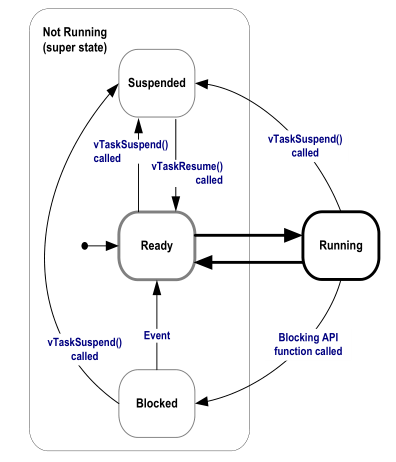 Not Running
(super state)
Suspended
vTaskSuspend()
called
vTaskSuspend()
called
vTaskResume()
called
Ready
Running
Event
vTaskSuspend()
called
Blocking API
function called
Blocked